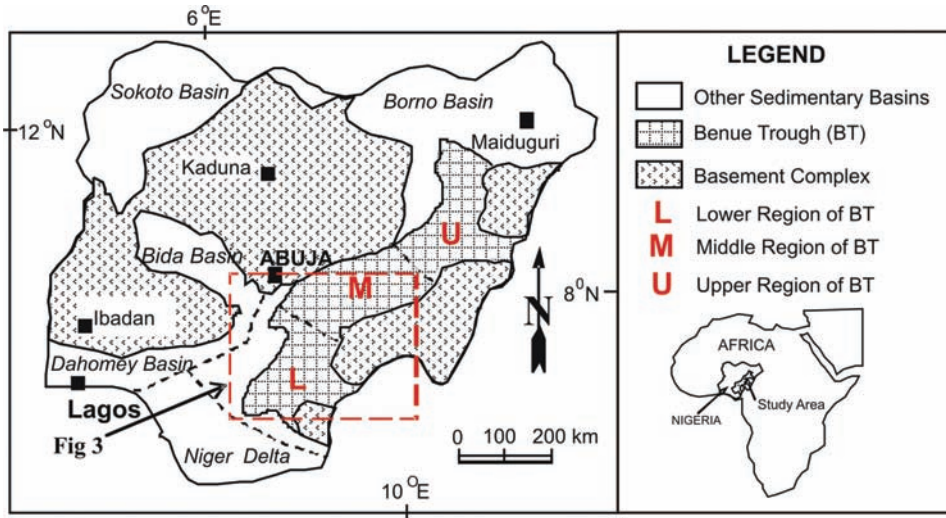 6 °E
Sokoto Basin
Borno Basin
12 °N
Maiduguri
Kaduna
U
Bida Basin
ABUJA
M
8 °N
N
Ibadan
Dahomey Basin
L
Lagos
Fig 3
0 100 200 km
Niger Delta
10 °E
LEGEND
Other Sedimentary Basins
Benue Trough (BT)
Basement Complex
L Lower Region of BT
M Middle Region of BT
U Upper Region of BT
AFRICA
NIGERIA
Study Area